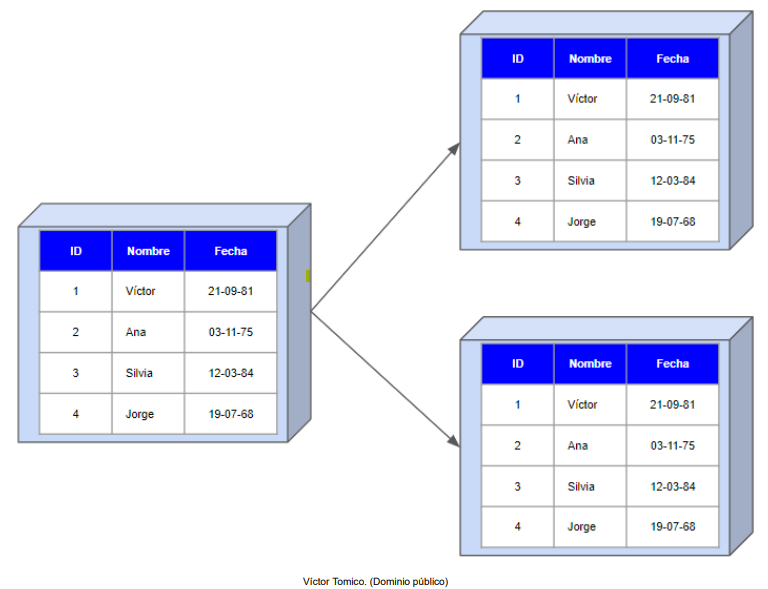 ID Nombre Fecha
1 Víctor 21-09-81
2 Ana 03-11-75
3 Silvia 12-03-84
4 Jorge 19-07-68
ID Nombre Fecha
1 Víctor 21-09-81
2 Ana 03-11-75
3 Silvia 12-03-84
4 Jorge 19-07-68
ID Nombre Fecha
1 Víctor 21-09-81
2 Ana 03-11-75
3 Silvia 12-03-84
4 Jorge 19-07-68
Víctor Tomico. (Dominio público)